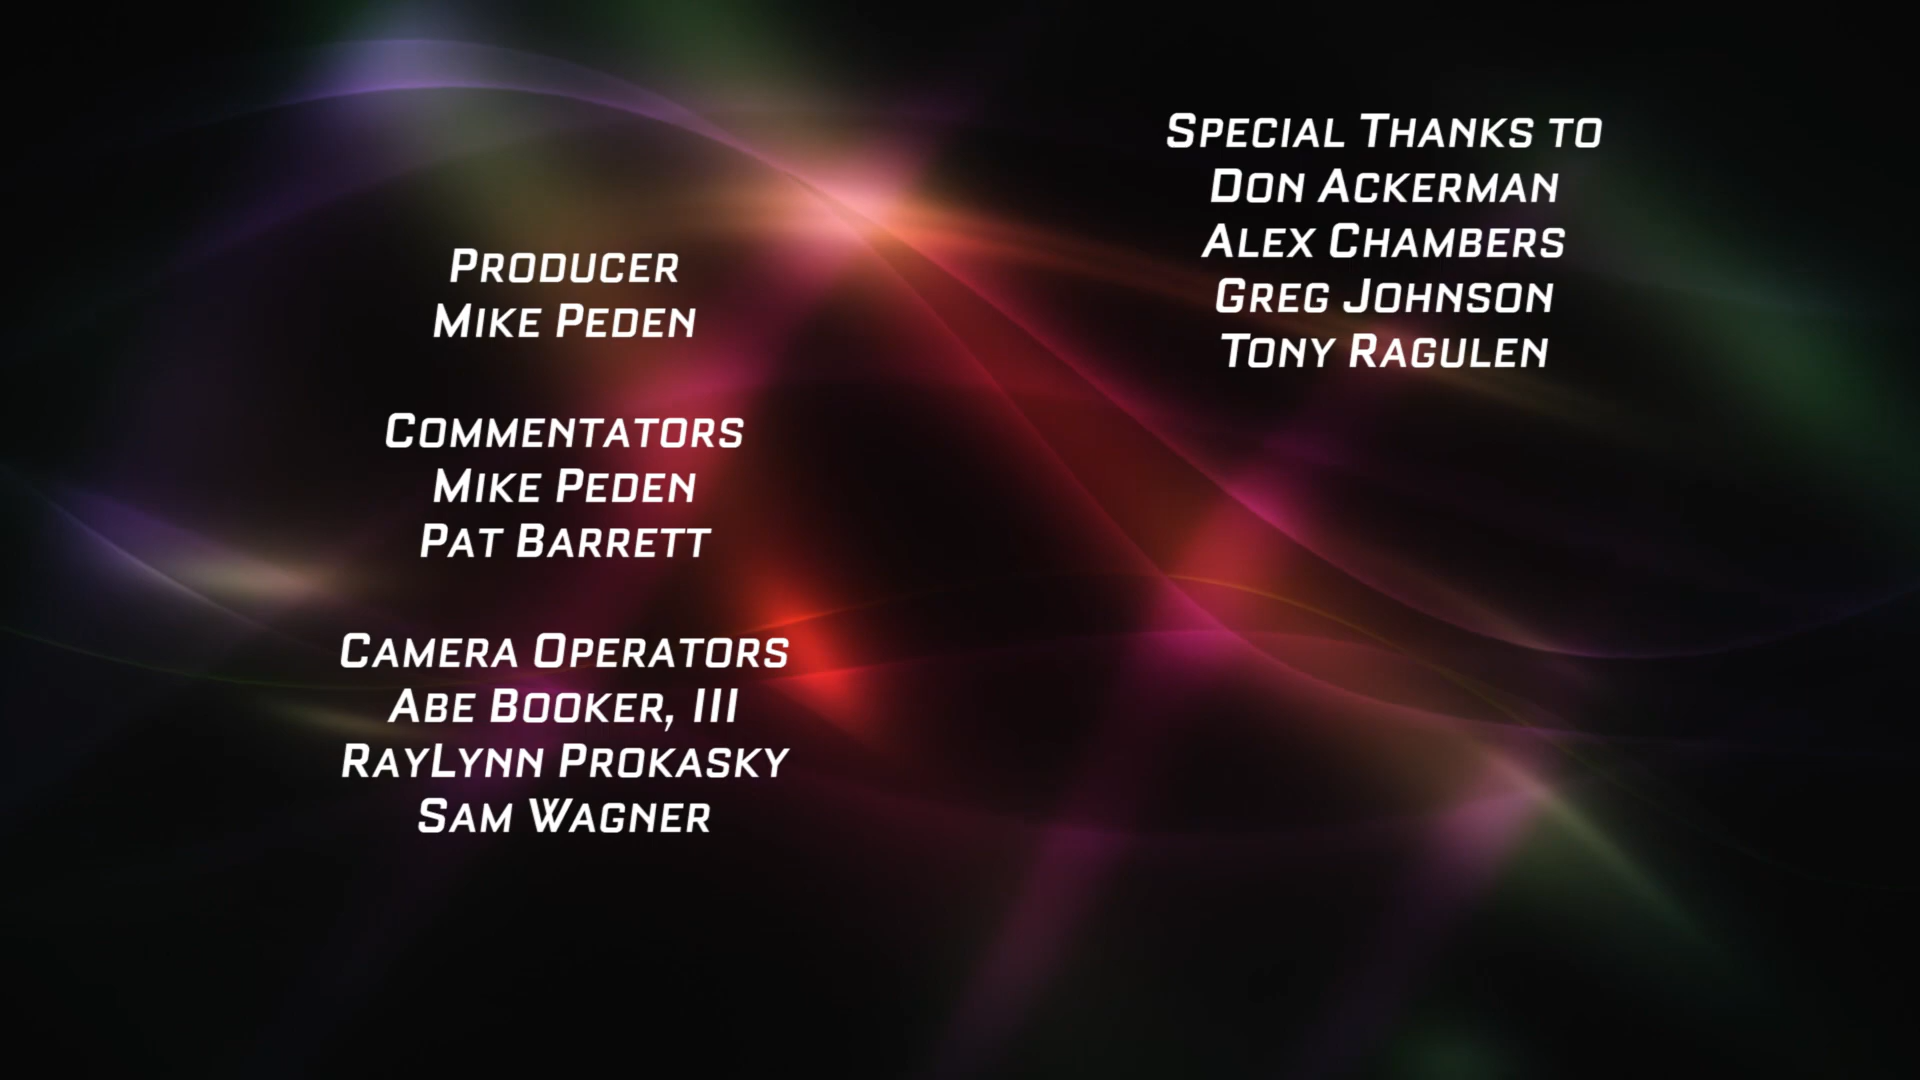 Producer
Mike Peden
Commentators
Mike Peden
Pat Barrett
Camera Operators
Abe Booker, III
RayLynn Prokasky
Sam Wagner
Special Thanks to
Don Ackerman
Alex Chambers
Greg Johnson
Tony Ragulen